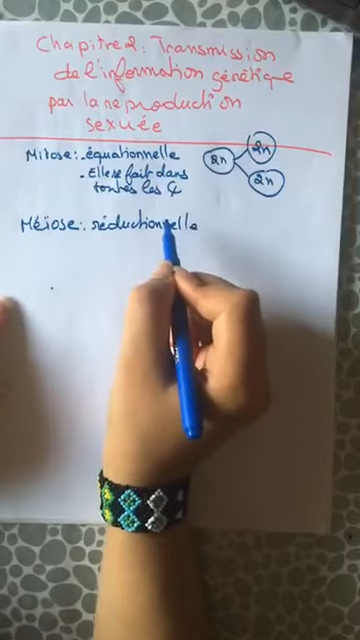 Chapitre 2: Transmission
de l'information génétique
par la reproduction
sexuée
Mitose: - équationnelle
- Elle se fait dans
toutes les ȼ
2n
2n
2n
Méïose: réductionnelle